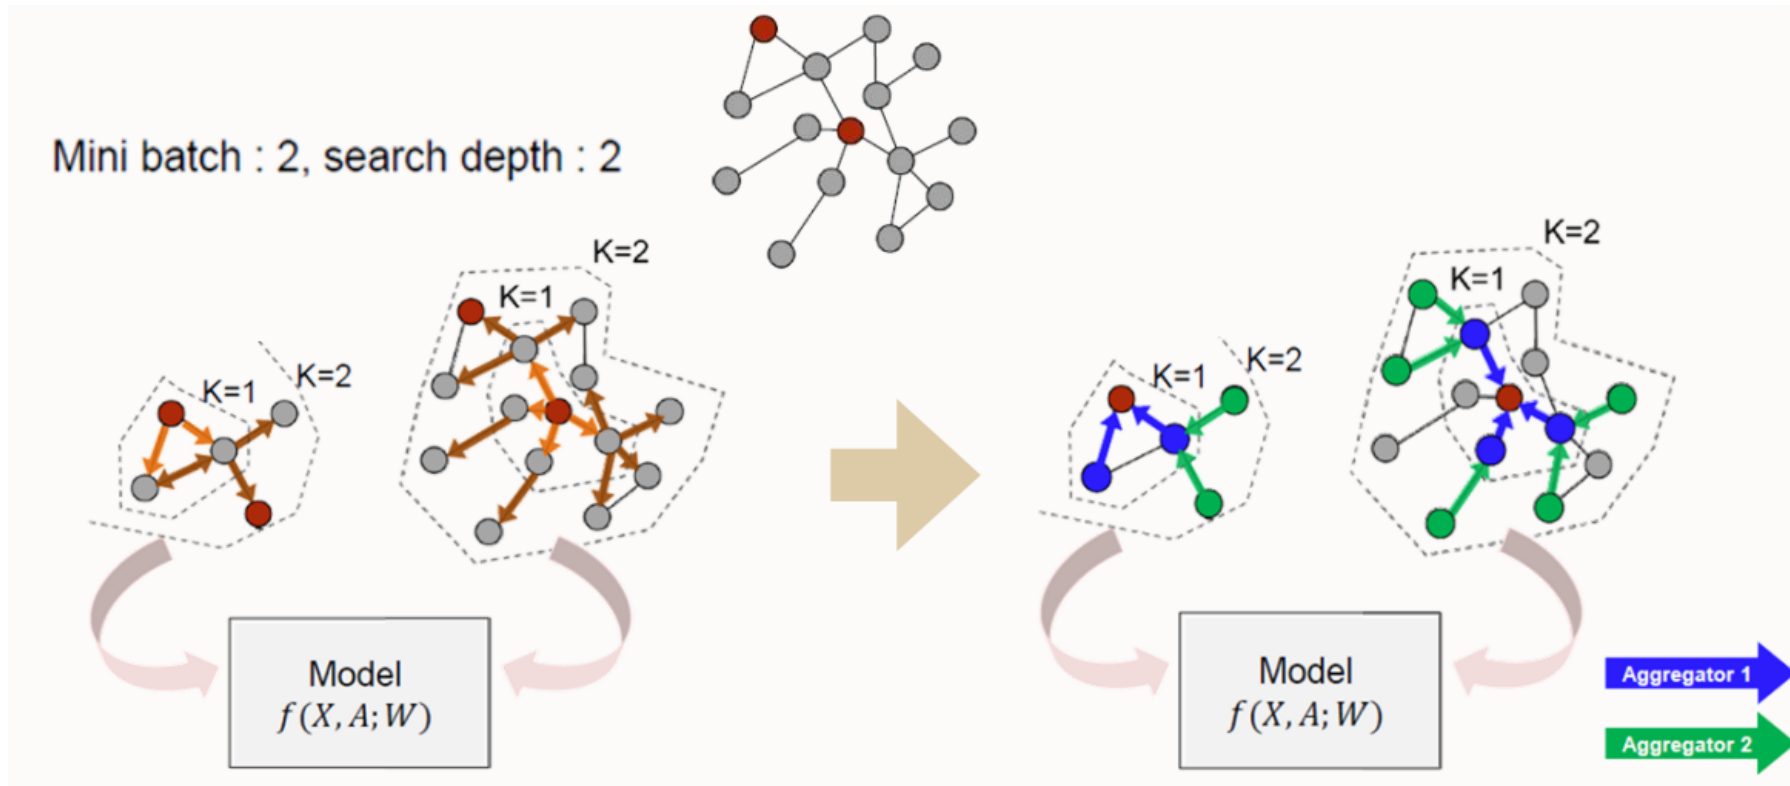 Mini batch : 2, search depth : 2
K=2
K=1
K=1
K=2
Model
f(X, A; W)
K=2
K=1
K=1
K=2
Model
f(X, A; W)
Aggregator 1
Aggregator 2